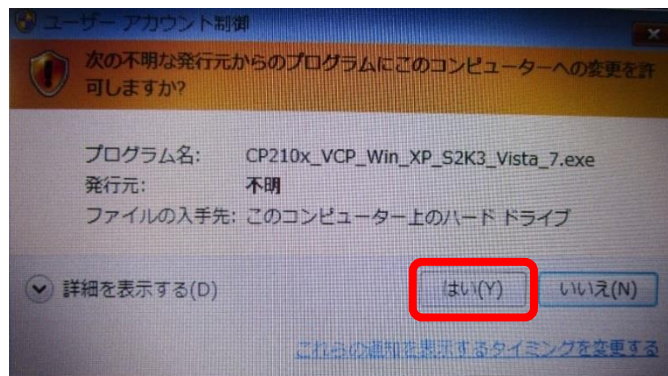 ユーザー アカウント制御
次の不明な発行元からのプログラムにこのコンピューターへの変更を許
可しますか?
プログラム名: CP210x_VCP_Win_XP_S2K3_Vista_7.exe
発行元: 不明
ファイルの入手先: このコンピューター上のハード ドライブ
詳細を表示する(D) はい(Y) いいえ(N)
これらの通知を表示するタイミングを変更する